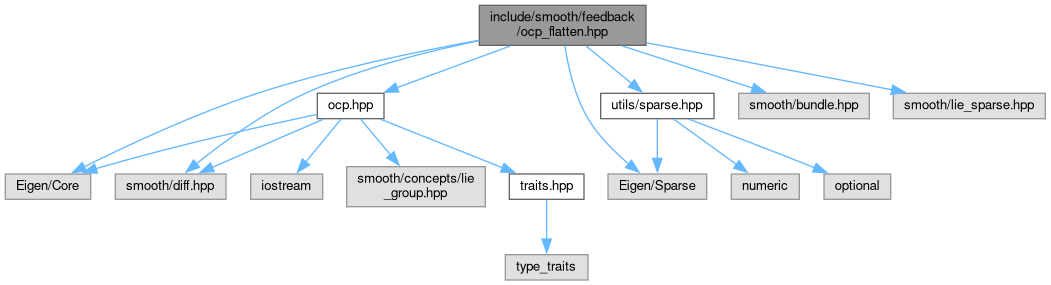 include/smooth/feedback
/ocp_flatten.hpp
ocp.hpp
utils/sparse.hpp
smooth/bundle.hpp
smooth/lie_sparse.hpp
Eigen/Core
smooth/diff.hpp
iostream
smooth/concepts/lie
_group.hpp
traits.hpp
Eigen/Sparse
numeric
optional
type_traits